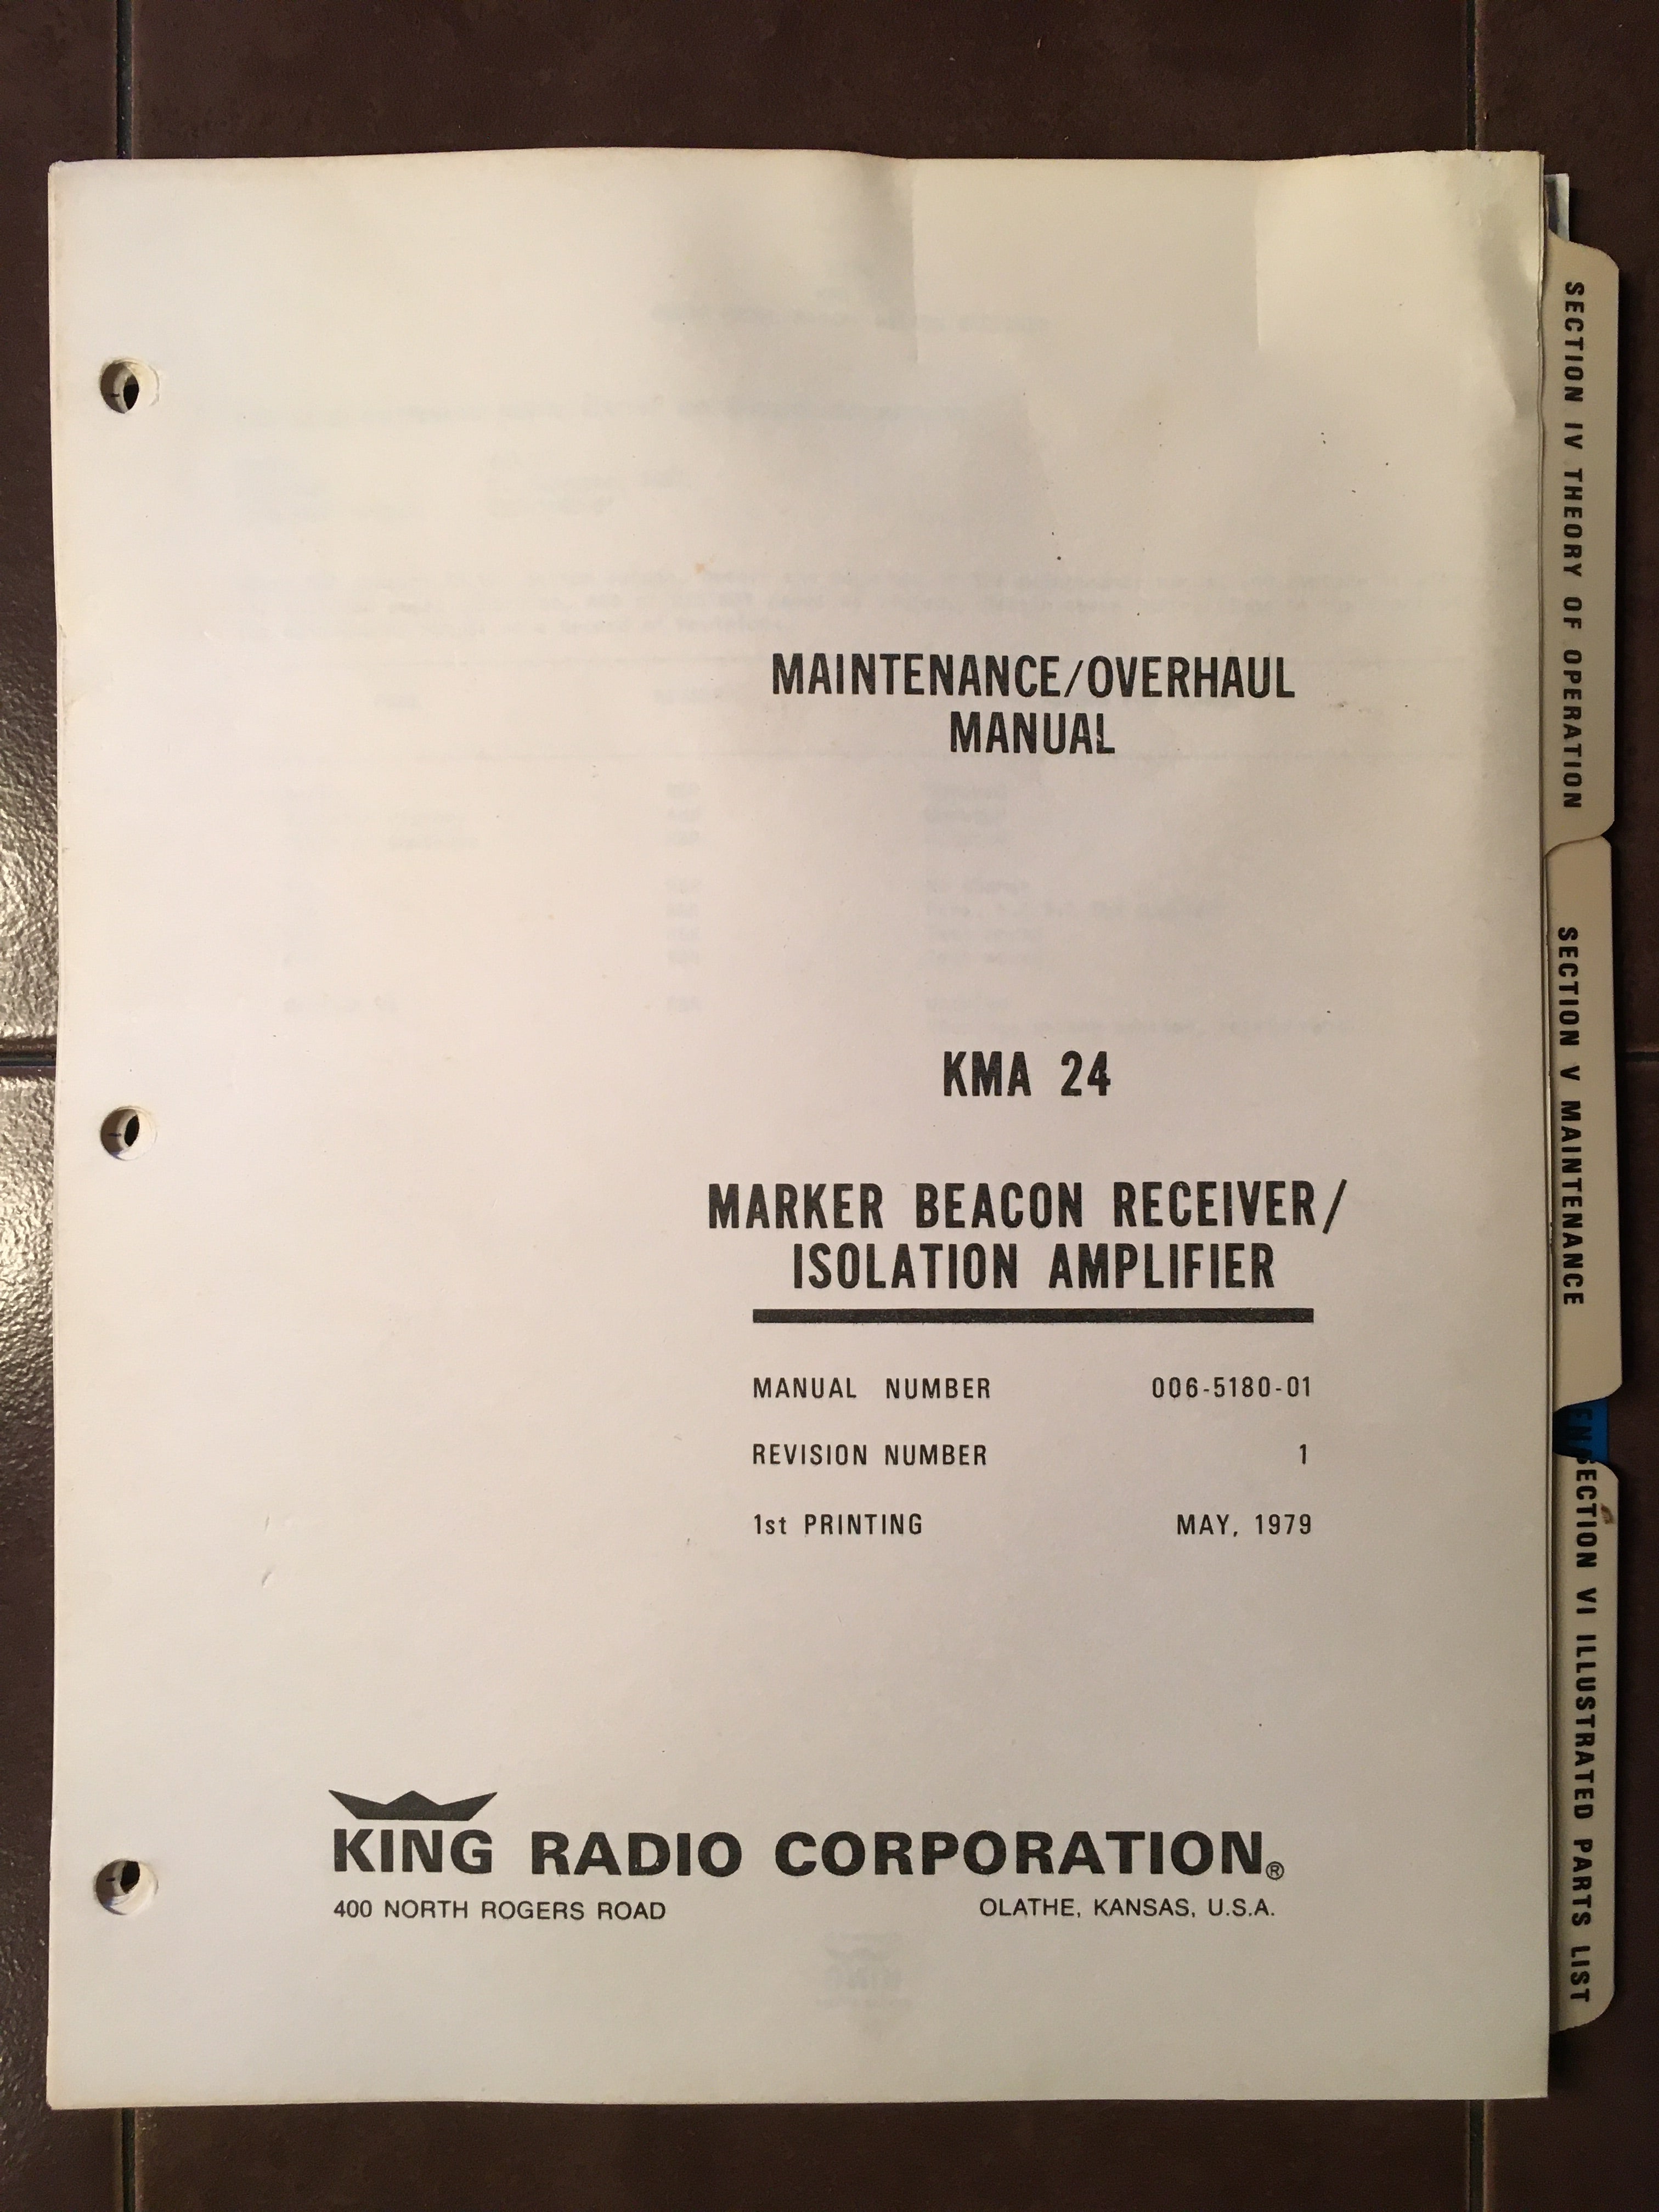 MAINTENANCE/OVERHAUL
MANUAL
KMA 24
MARKER BEACON RECEIVER/
ISOLATION AMPLIFIER
MANUAL NUMBER 006-5180-01
REVISION NUMBER 1
1st PRINTING MAY, 1979
KING RADIO CORPORATION®
400 NORTH ROGERS ROAD OLATHE, KANSAS, U.S.A.
SECTION IV THEORY OF OPERATION
SECTION V MAINTENANCE
ENA
SECTION VI ILLUSTRATED PARTS LIST